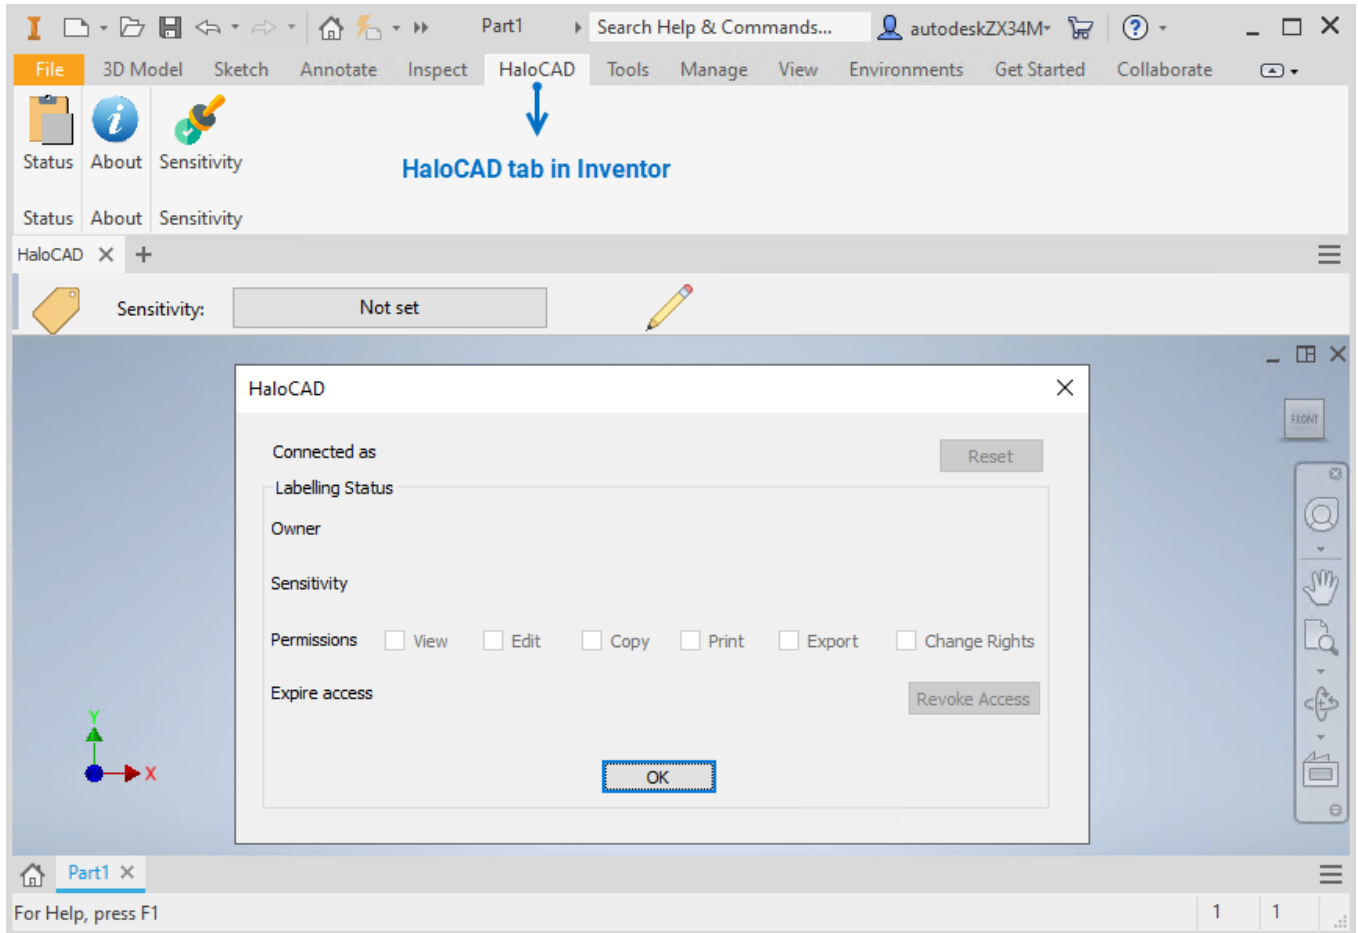 Part1 Search Help & Commands... autodeskZX34M
File 3D Model Sketch Annotate Inspect HaloCAD Tools Manage View Environments Get Started Collaborate
Status About Sensitivity
HaloCAD tab in Inventor
Status About Sensitivity
HaloCAD
Sensitivity: Not set
HaloCAD
FRONT
Connected as Reset
Labelling Status
Owner
Sensitivity
Permissions View Edit Copy Print Export Change Rights
Expire access Revoke Access
Y
X
OK
Part1
For Help, press F1 1 1